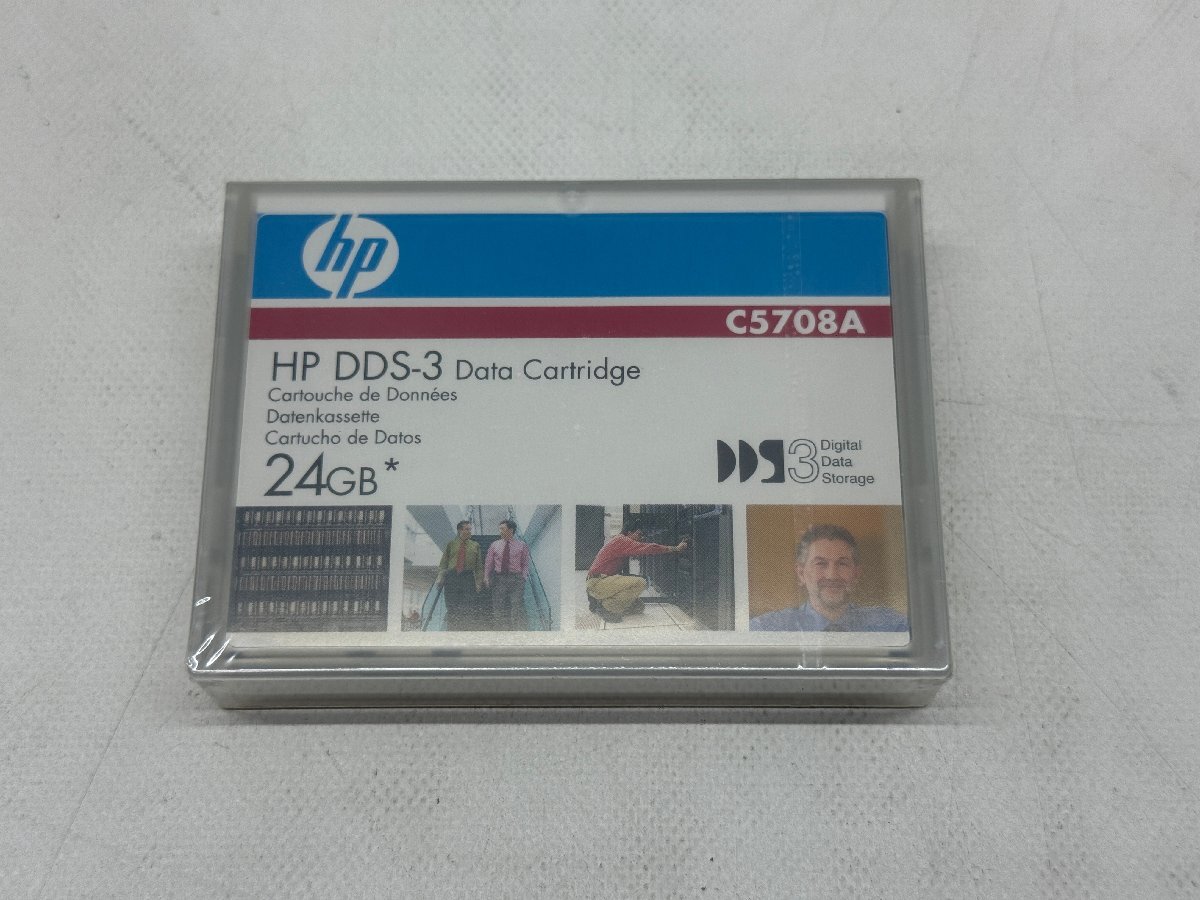 hp
C5708A
HP DDS-3 Data Cartridge
Cartouche de Données
Datenkassette
Cartucho de Datos
24GB*
DDS3 Digital
Data
Storage